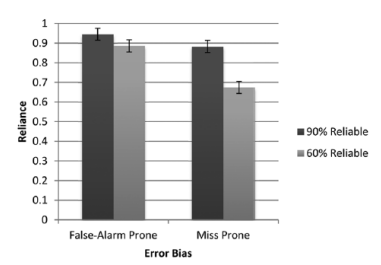 1
0.9
0.8
0.7
0.6
0.5
0.4
0.3
0.2
0.1
0
Reliance
False-Alarm Prone Miss Prone
Error Bias
90% Reliable
60% Reliable